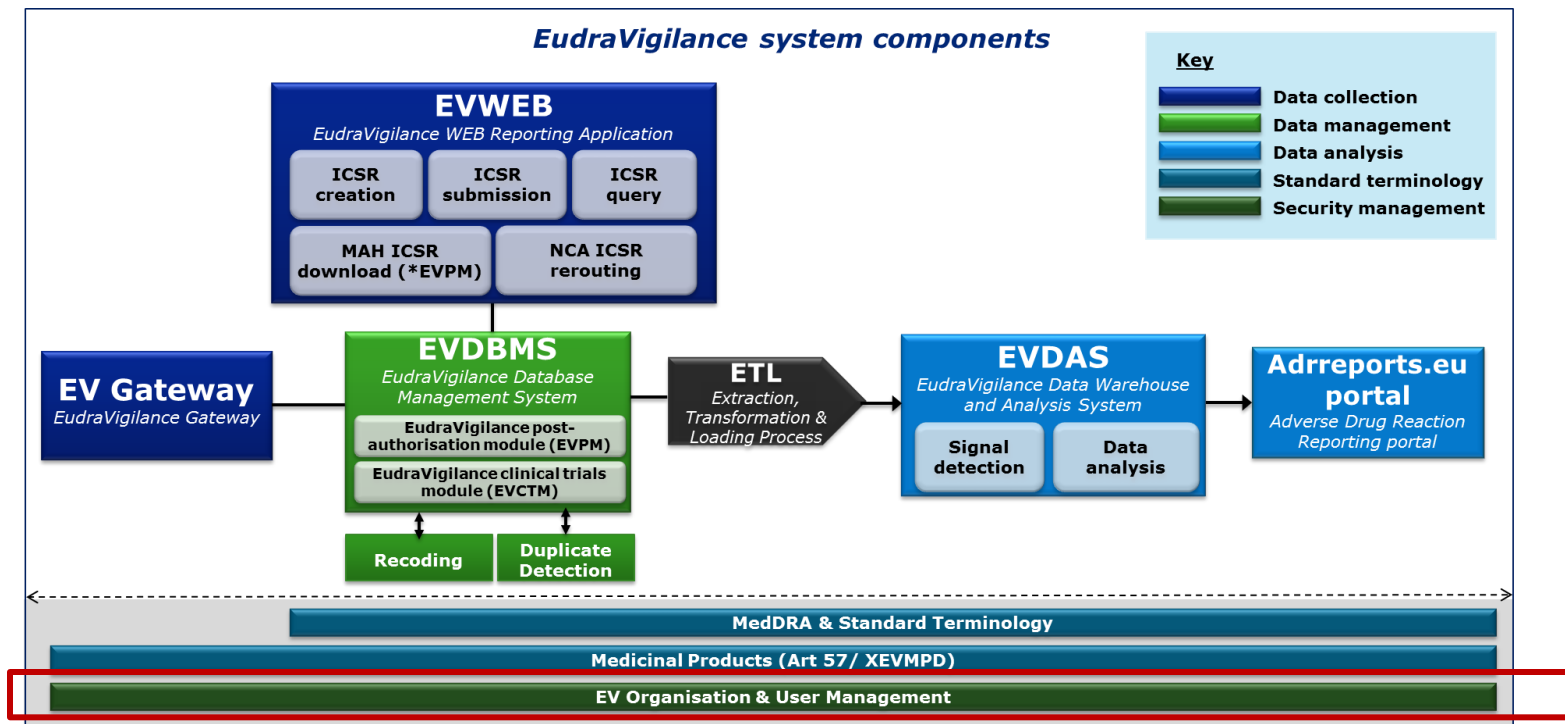 EudraVigilance system components
Key
Data collection
Data management
Data analysis
Standard terminology
Security management
EVWEB
EudraVigilance WEB Reporting Application
ICSR
creation
ICSR
submission
ICSR
query
MAH ICSR
download (*EVPM)
NCA ICSR
rerouting
EV Gateway
EudraVigilance Gateway
EVDBMS
EudraVigilance Database
Management System
EudraVigilance post-
authorisation module (EVPM)
EudraVigilance clinical trials
module (EVCTM)
Recoding
Duplicate
Detection
ETL
Extraction,
Transformation &
Loading Process
EVDAS
EudraVigilance Data Warehouse
and Analysis System
Signal
detection
Data
analysis
Adrreports.eu
portal
Adverse Drug Reaction
Reporting portal
MedDRA & Standard Terminology
Medicinal Products (Art 57/ XEVMPD)
EV Organisation & User Management